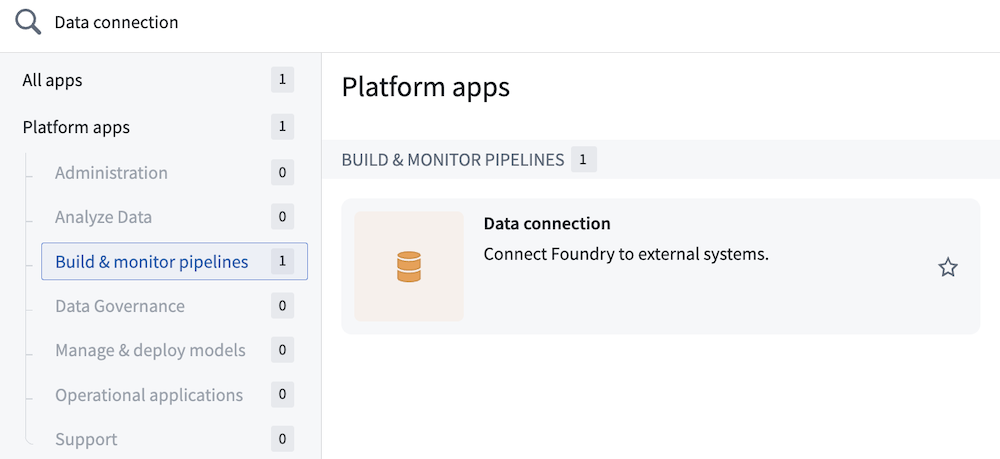 Data connection
All apps 1
Platform apps 1
Administration 0
Analyze Data 0
Build & monitor pipelines 1
Data Governance 0
Manage & deploy models 0
Operational applications 0
Support 0
Platform apps
BUILD & MONITOR PIPELINES 1
Data connection
Connect Foundry to external systems.